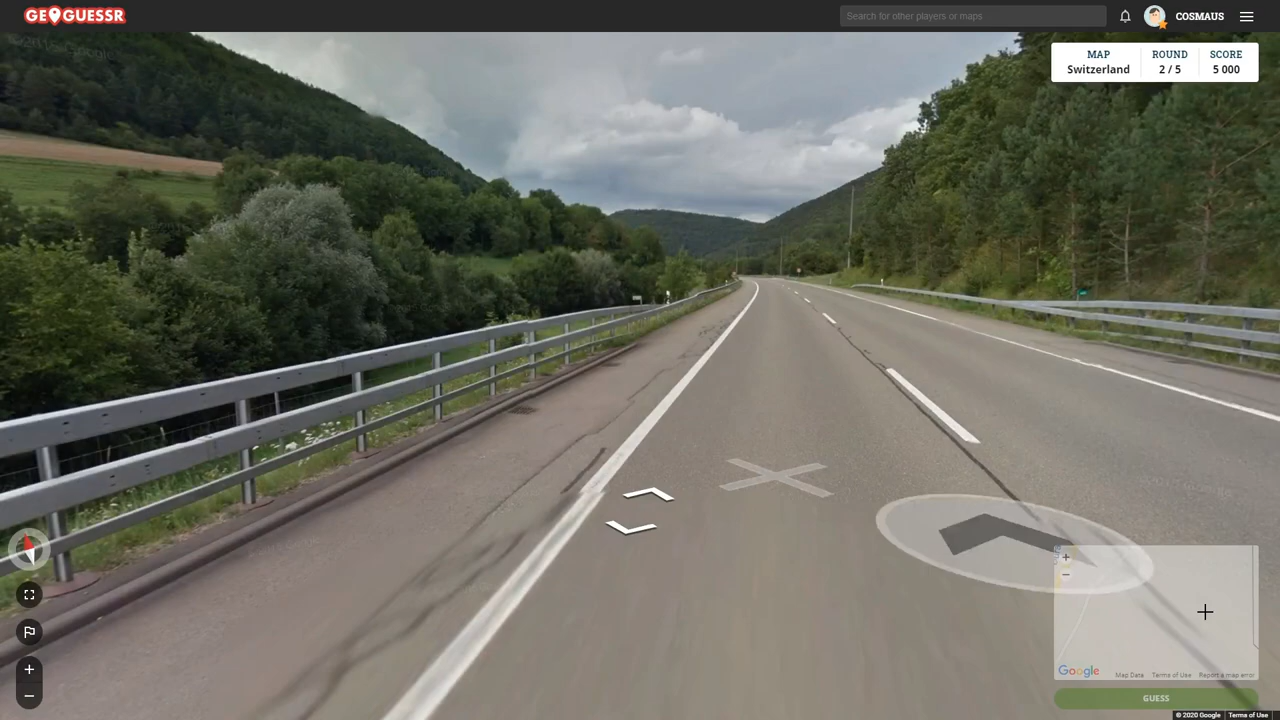 GEOGUESSR
Search for other players or maps
COSMAUS
MAP ROUND SCORE
Switzerland 2 / 5 5 000
+
−
+
−
Google
Map Data Terms of Use Report a map error
GUESS
© 2020 Google Terms of Use